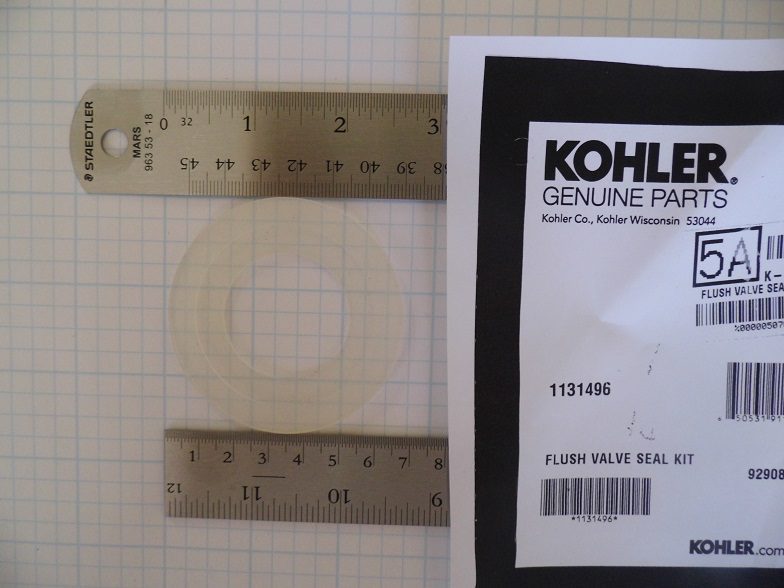 STAEDTLER
MARS
963 53 - 18
0 32 1 2 3
45 44 43 42 41 40 39 38
1 2 3 4 5 6 7 8
12 11 10 9
KOHLER®
GENUINE PARTS
Kohler Co., Kohler Wisconsin 53044
5A
K-
FLUSH VALVE SEA
1131496
FLUSH VALVE SEAL KIT
92908
*1131496*
KOHLER.com